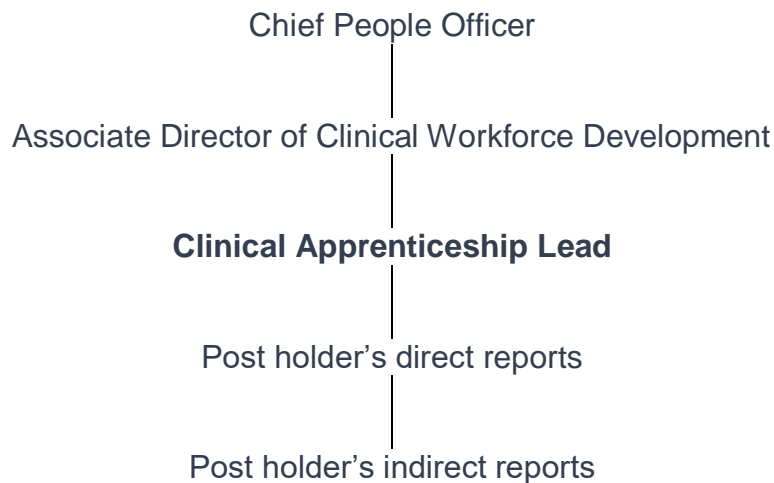 Chief People Officer
Associate Director of Clinical Workforce Development
Clinical Apprenticeship Lead
Post holder’s direct reports
Post holder’s indirect reports